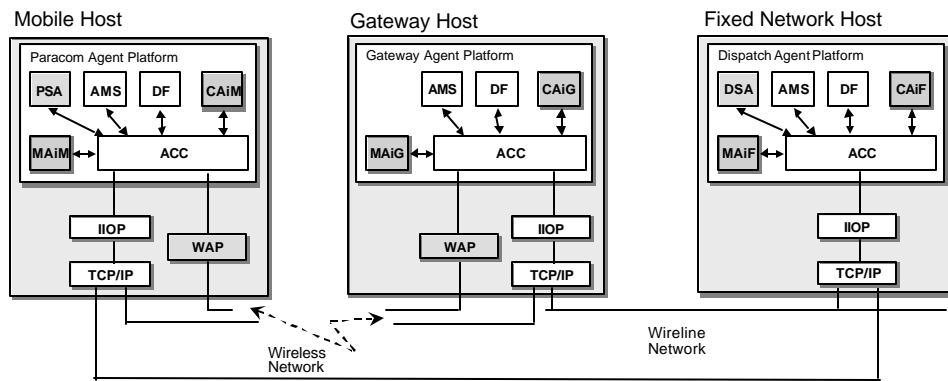 Mobile Host
Gateway Host
Fixed Network Host
Paracom Agent Platform
Gateway Agent Platform
Dispatch Agent Platform
PSA
AMS
DF
CAiM
AMS
DF
CAiG
DSA
AMS
DF
CAiF
MAiM
ACC
MAiG
ACC
MAiF
ACC
IIOP
WAP
TCP/IP
WAP
IIOP
TCP/IP
IIOP
TCP/IP
Wireless
Network
Wireline
Network